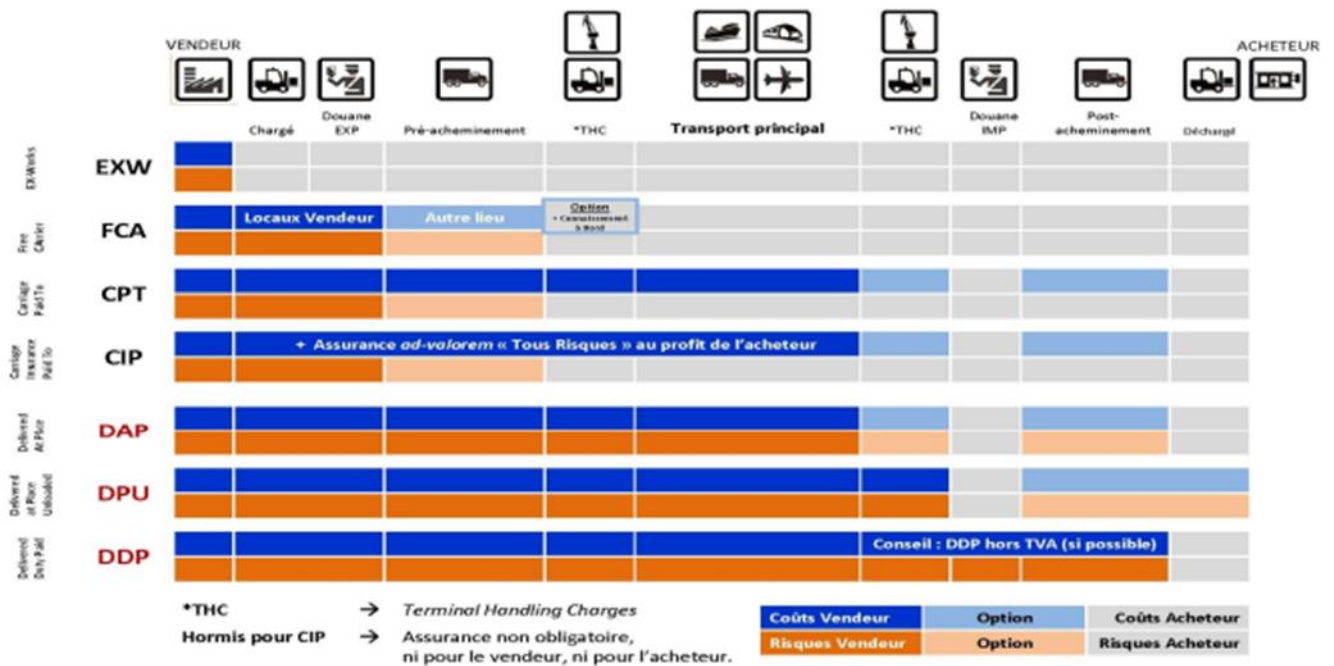 VENDEUR
ACHETEUR
Chargé
Douane
EXP
Pré-acheminement
*THC
Transport principal
*THC
Douane
IMP
Post-
acheminement
Déchargé
EX-Works
EXW
Free
CArrier
FCA
Locaux Vendeur
Autre lieu
Option
+ Connaissement
à Bord
Carriage
Paid To
CPT
Carriage
Insurance
Paid To
CIP
+ Assurance ad-valorem « Tous Risques » au profit de l’acheteur
Delivered
At Place
DAP
Delivered
at Place
Unloaded
DPU
Delivered
Duty Paid
DDP
Conseil : DDP hors TVA (si possible)
*THC → Terminal Handling Charges
Hormis pour CIP → Assurance non obligatoire,
ni pour le vendeur, ni pour l’acheteur.
Coûts Vendeur Option Coûts Acheteur
Risques Vendeur Option Risques Acheteur